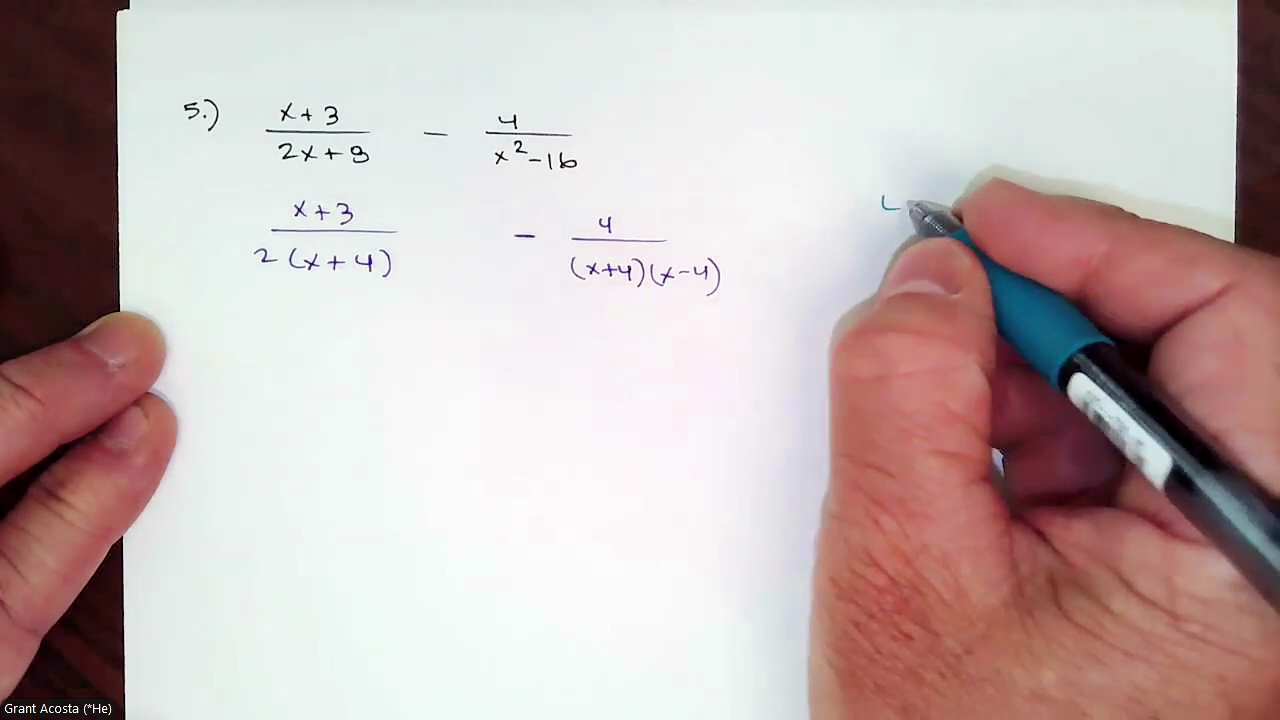 5.) x+3 / 2x+8 − 4 / x²−16
x+3 / 2(x+4) − 4 / (x+4)(x−4)
L
Grant Acosta (*He)